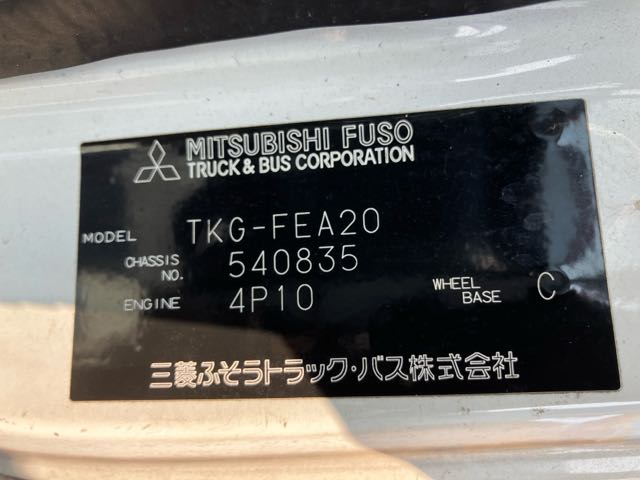 MITSUBISHI FUSO
TRUCK & BUS CORPORATION
MODEL TKG-FEA20
CHASSIS NO. 540835
ENGINE 4P10 WHEEL BASE C
三菱ふそうトラック・バス株式会社